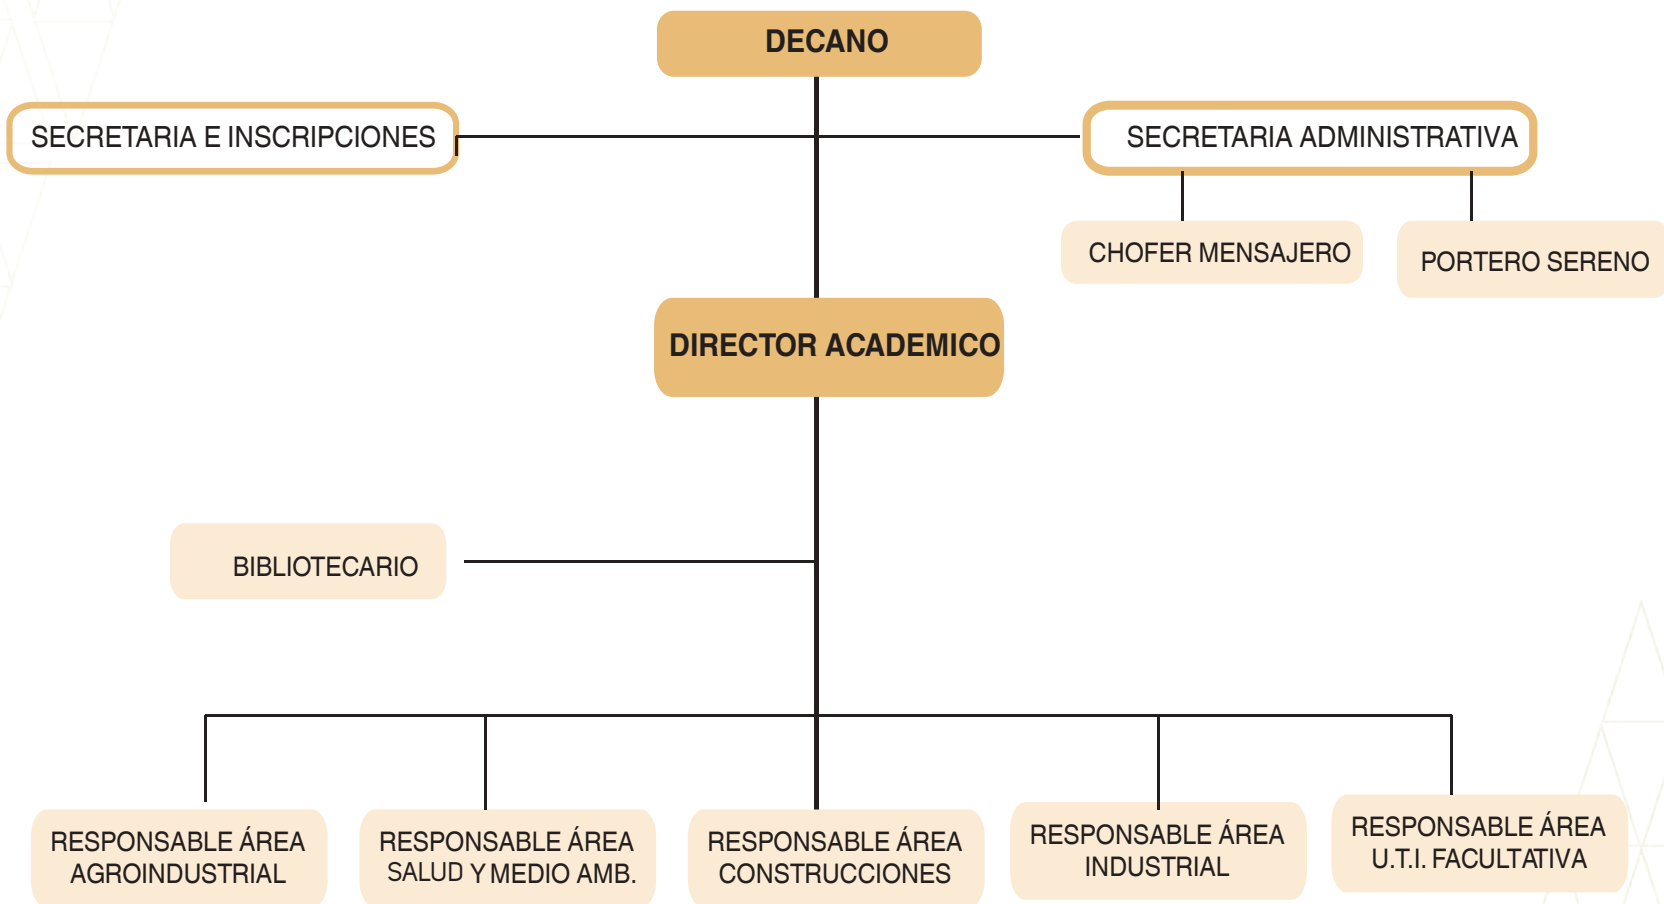 DECANO
SECRETARIA E INSCRIPCIONES
SECRETARIA ADMINISTRATIVA
CHOFER MENSAJERO
PORTERO SERENO
DIRECTOR ACADEMICO
BIBLIOTECARIO
RESPONSABLE ÁREA
AGROINDUSTRIAL
RESPONSABLE ÁREA
SALUD Y MEDIO AMB.
RESPONSABLE ÁREA
CONSTRUCCIONES
RESPONSABLE ÁREA
INDUSTRIAL
RESPONSABLE ÁREA
U.T.I. FACULTATIVA